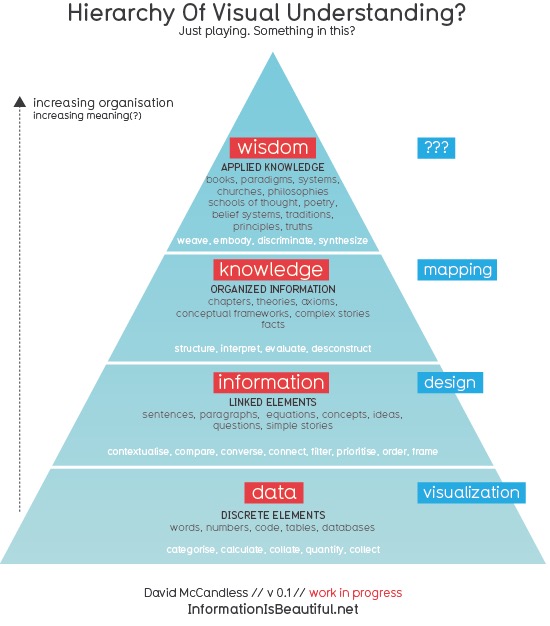 Hierarchy Of Visual Understanding?
Just playing. Something in this?
increasing organisation
increasing meaning(?)
wisdom
???
APPLIED KNOWLEDGE
books, paradigms, systems,
churches, philosophies
schools of thought, poetry,
belief systems, traditions,
principles, truths
weave, embody, discriminate, synthesize
knowledge
mapping
ORGANIZED INFORMATION
chapters, theories, axioms,
conceptual frameworks, complex stories
facts
structure, interpret, evaluate, desconstruct
information
design
LINKED ELEMENTS
sentences, paragraphs, equations, concepts, ideas,
questions, simple stories
contextualise, compare, converse, connect, filter, prioritise, order, frame
data
visualization
DISCRETE ELEMENTS
words, numbers, code, tables, databases
categorise, calculate, collate, quantify, collect
David McCandless // v 0.1 // work in progress
InformationIsBeautiful.net